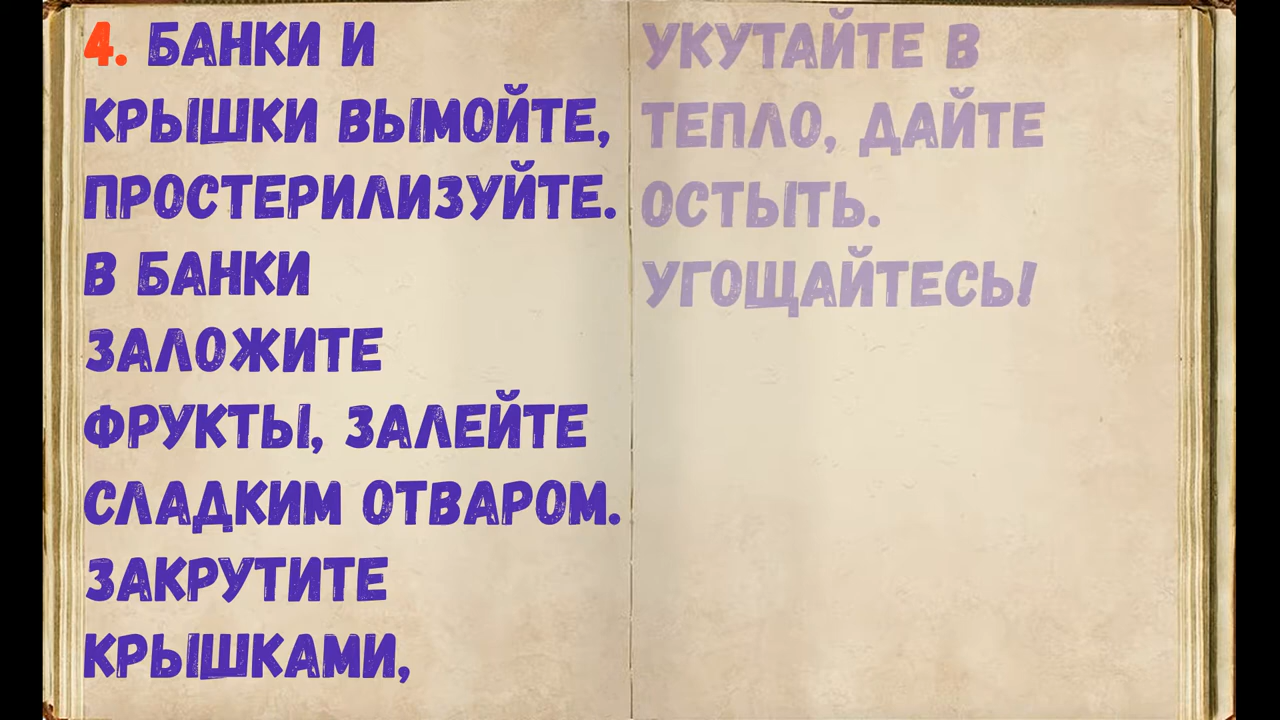 4. БАНКИ И
КРЫШКИ ВЫМОЙТЕ,
ПРОСТЕРИЛИЗУЙТЕ.
В БАНКИ
ЗАЛОЖИТЕ
ФРУКТЫ, ЗАЛЕЙТЕ
СЛАДКИМ ОТВАРОМ.
ЗАКРУТИТЕ
КРЫШКАМИ,
УКУТАЙТЕ В
ТЕПЛО, ДАЙТЕ
ОСТЫТЬ.
УГОЩАЙТЕСЬ!